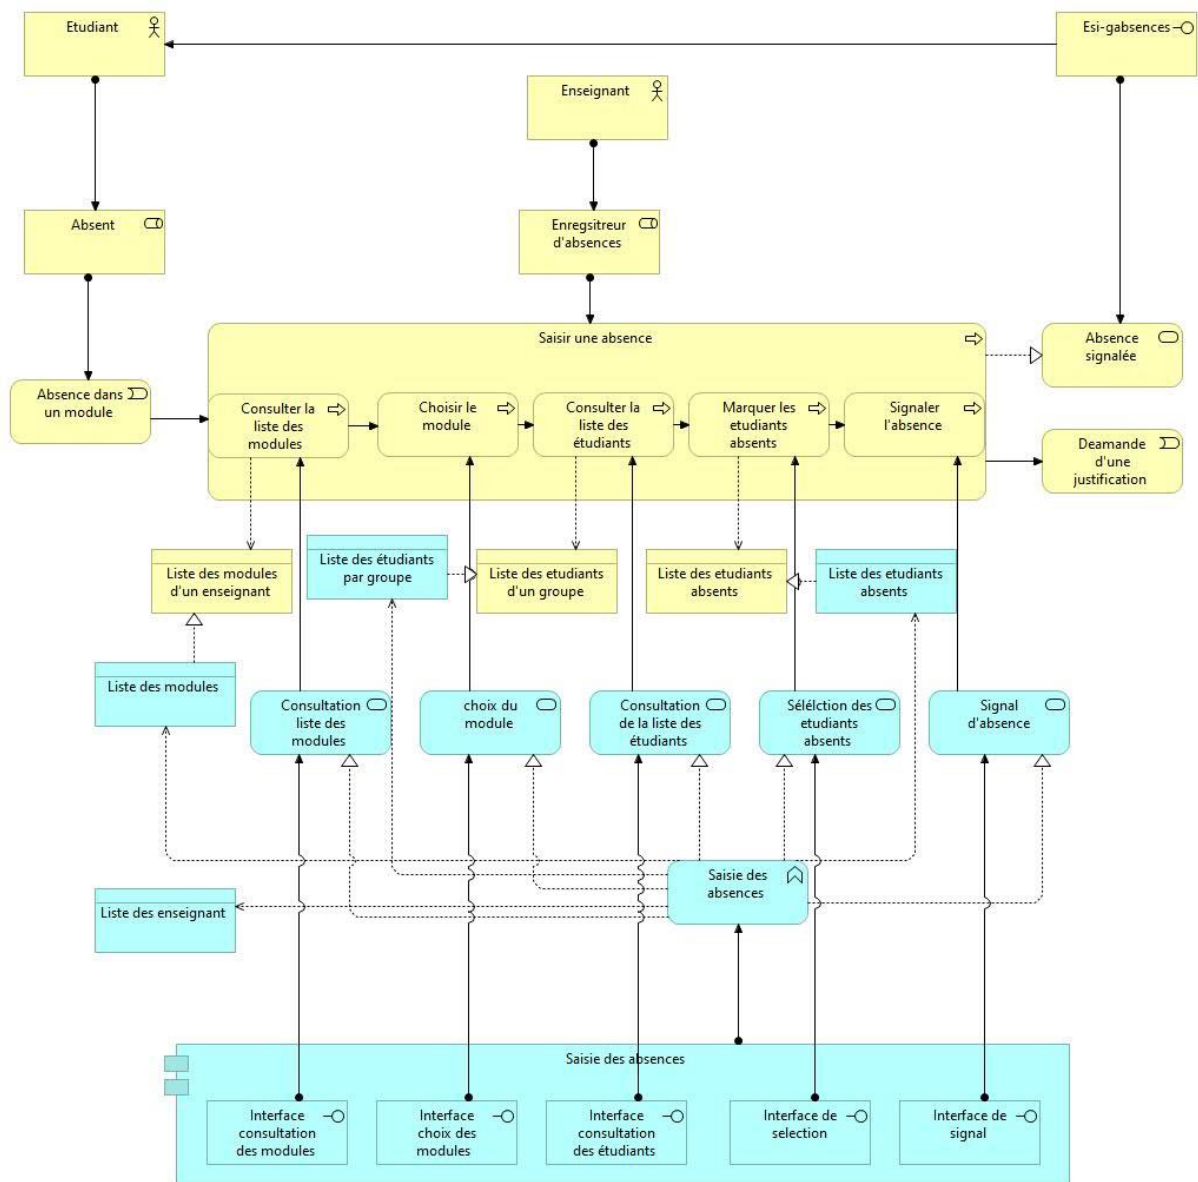 Etudiant
Esi-gabsences
Enseignant
Absent
Enregsitreur
d'absences
Saisir une absence
Absence
signalée
Absence dans
un module
Consulter la
liste des
modules
Choisir le
module
Consulter la
liste des
étudiants
Marquer les
etudiants
absents
Signaler
l'absence
Deamande
d'une
justification
Liste des modules
d'un enseignant
Liste des étudiants
par groupe
Liste des etudiants
d'un groupe
Liste des etudiants
absents
Liste des etudiants
absents
Liste des modules
Consultation
liste des
modules
choix du
module
Consultation
de la liste des
étudiants
Sélélction des
etudiants
absents
Signal
d'absence
Saisie des
absences
Liste des enseignant
Saisie des absences
Interface
consultation
des modules
Interface
choix des
modules
Interface
consultation
des étudiants
Interface de
selection
Interface de
signal